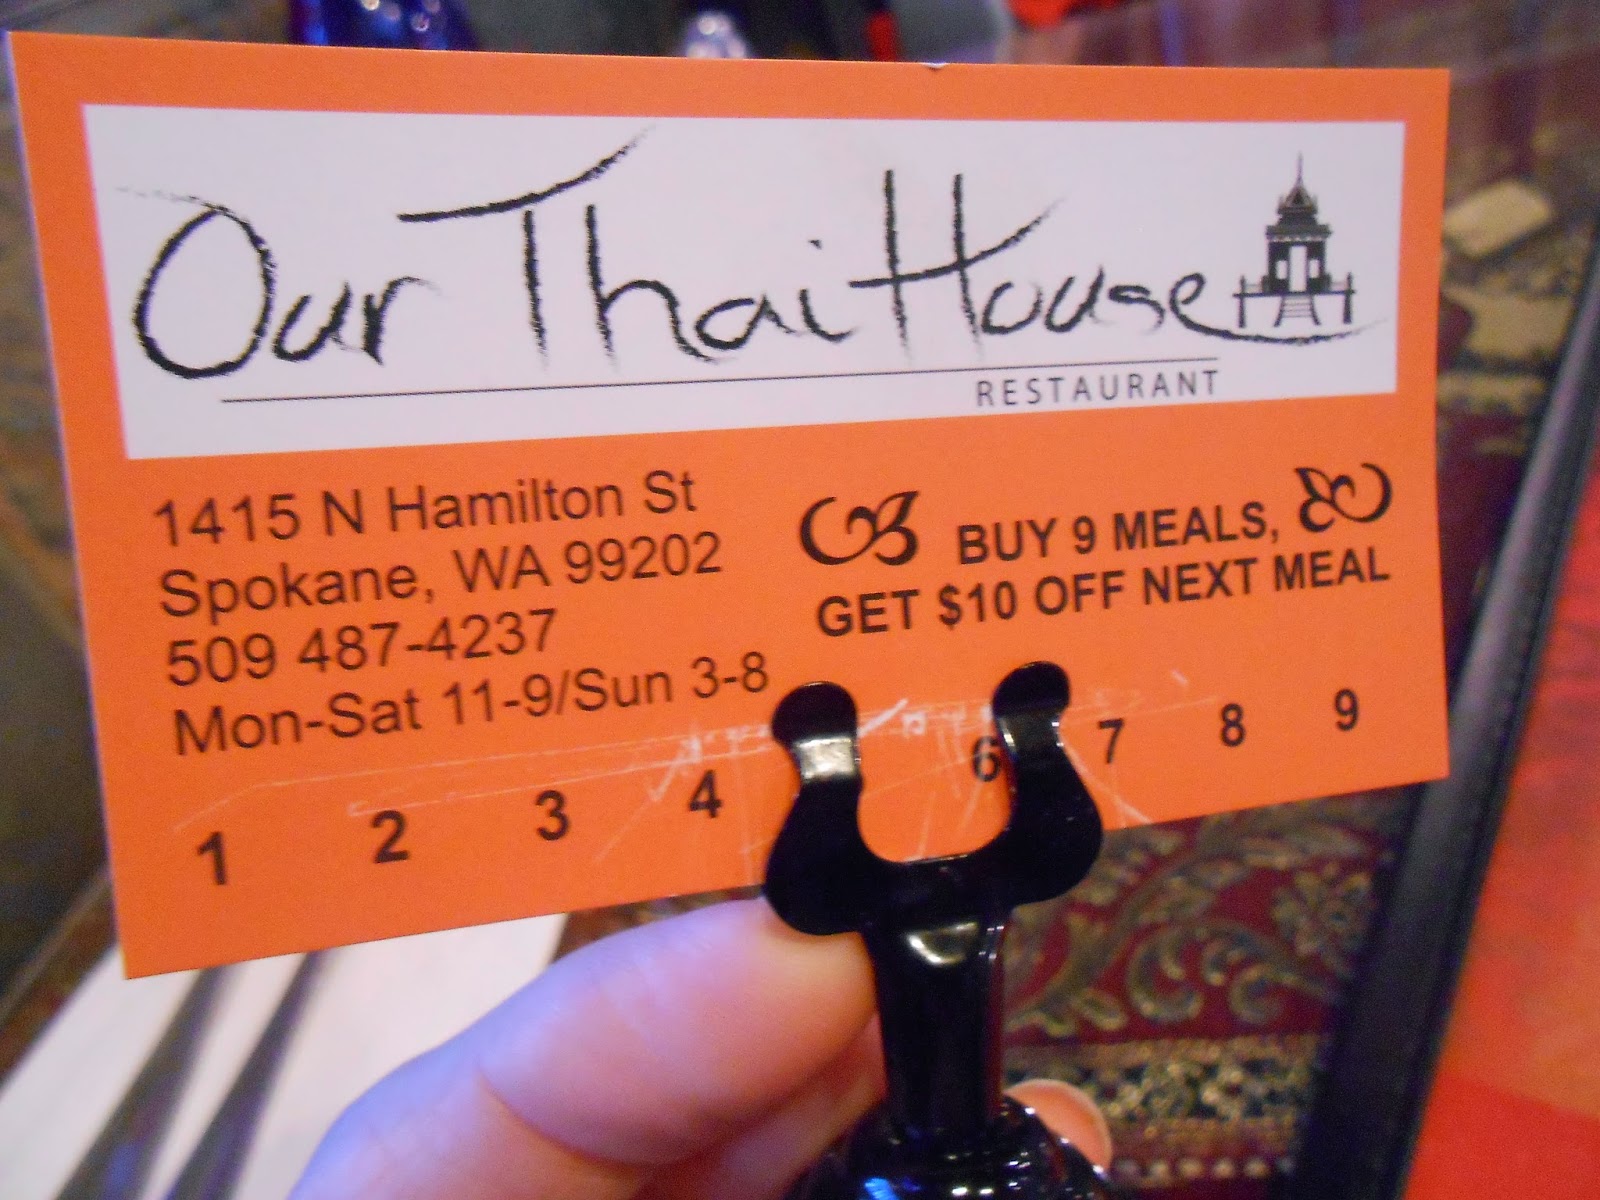 Our Thai House
RESTAURANT
1415 N Hamilton St
Spokane, WA 99202
509 487-4237
Mon-Sat 11-9/Sun 3-8
BUY 9 MEALS,
GET $10 OFF NEXT MEAL
1 2 3 4 6 7 8 9